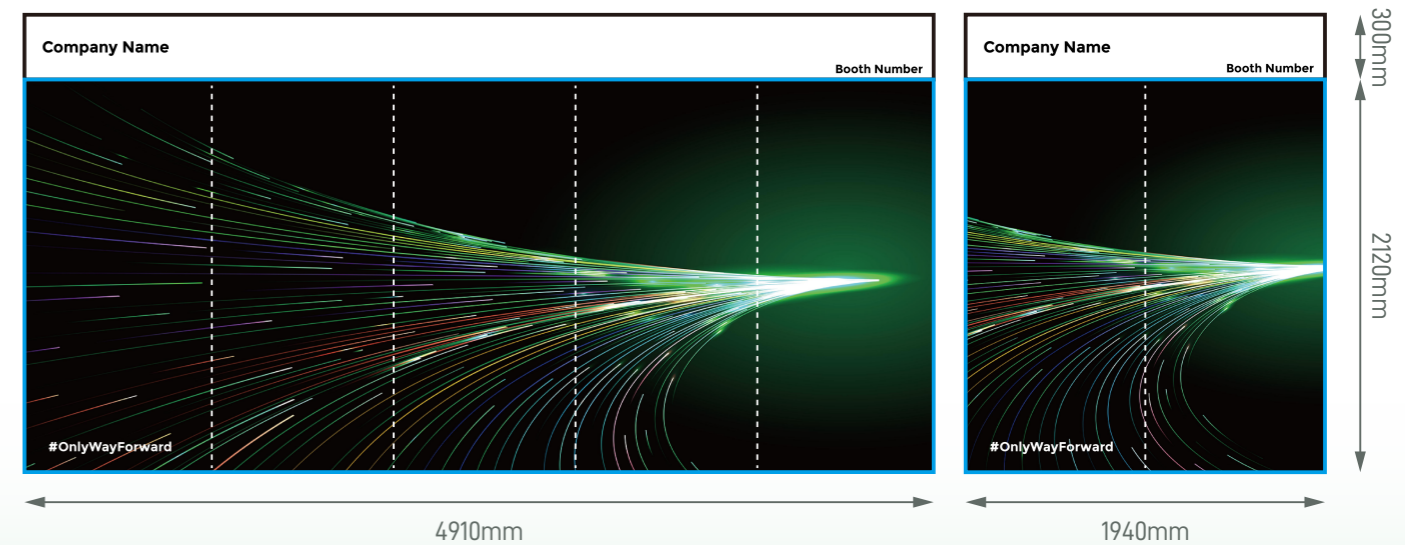 Company Name
Booth Number
#OnlyWayForward
4910mm
Company Name
Booth Number
#OnlyWayForward
1940mm
300mm
2120mm